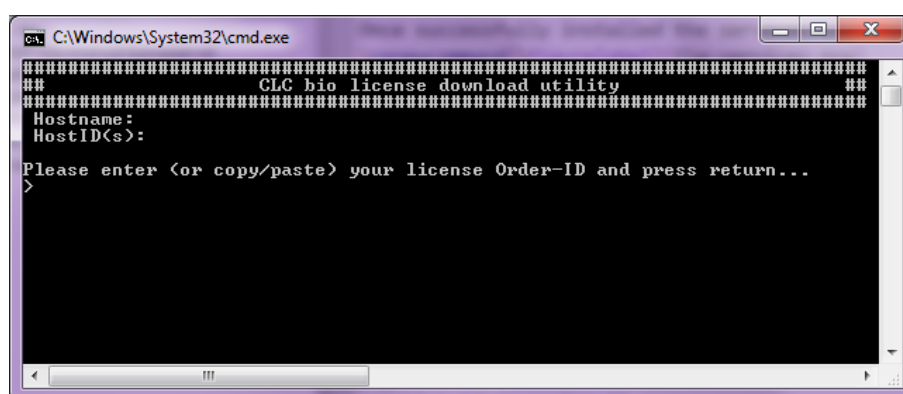 C:\Windows\System32\cmd.exe
##########################################################################
## CLC bio license download utility ##
##########################################################################
Hostname:
HostID(s):
Please enter (or copy/paste) your license Order-ID and press return...
>